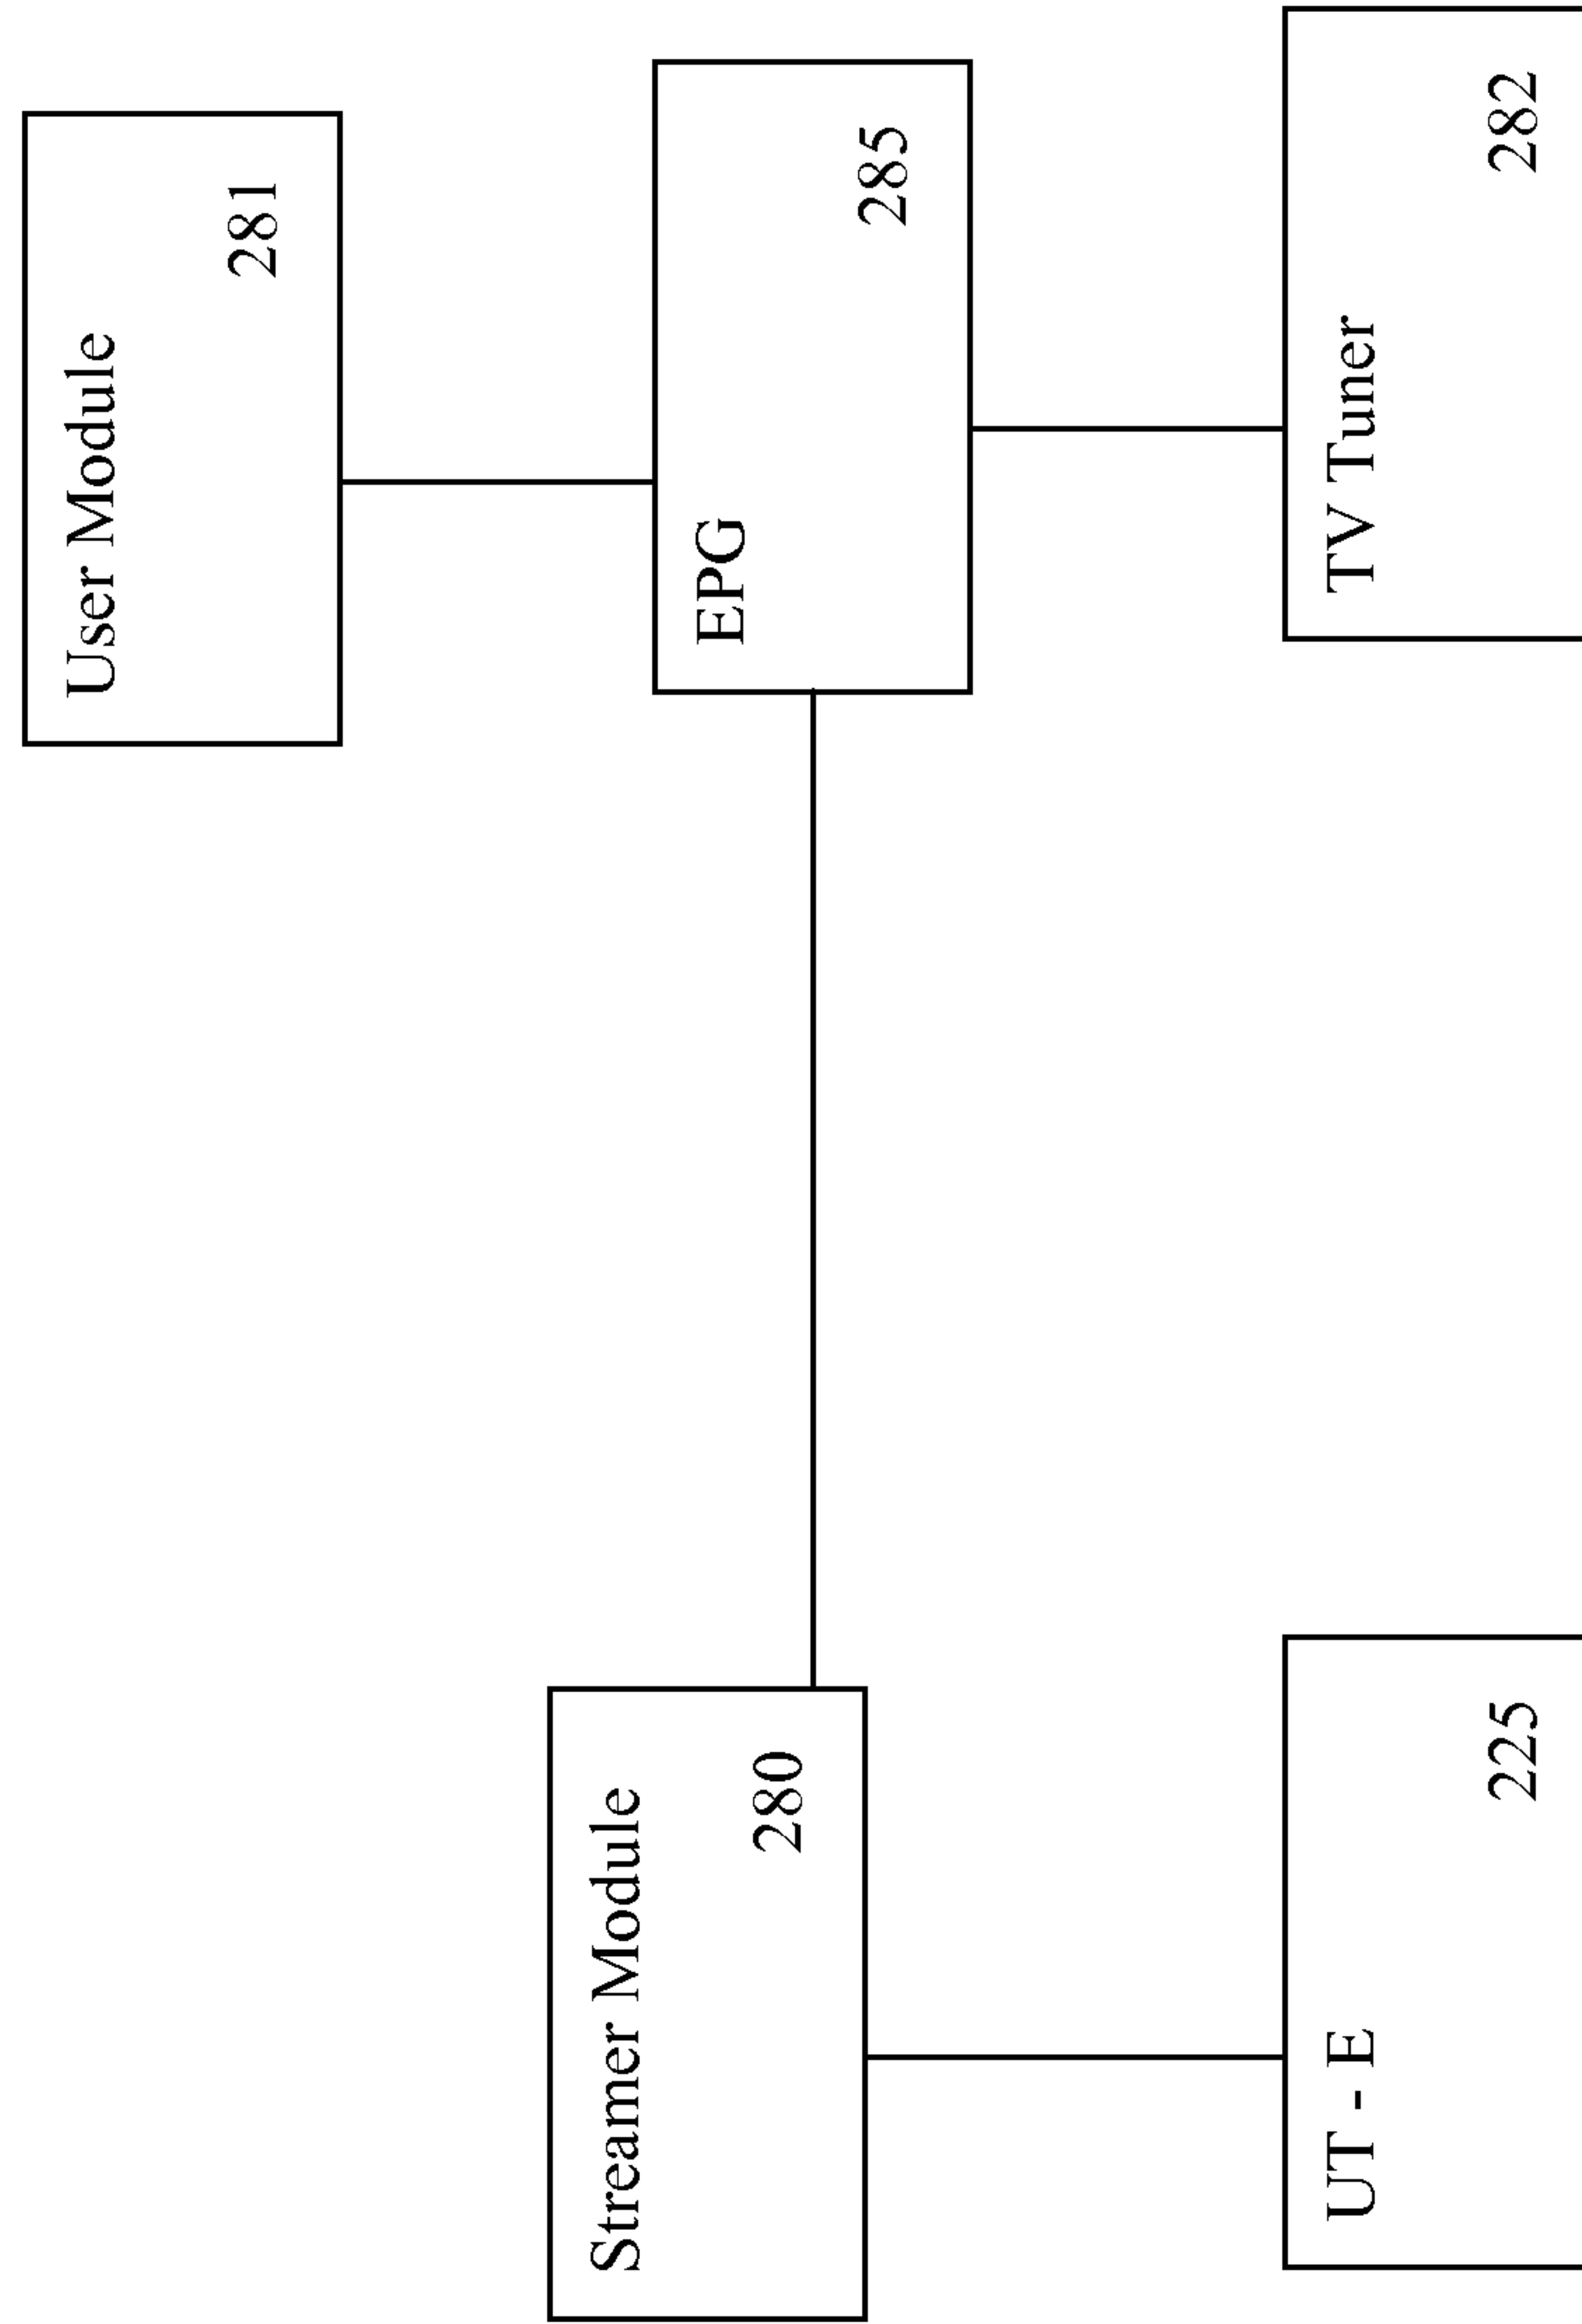 User Module
281
Streamer Module
280
EPG
285
UT - E
225
TV Tuner
282